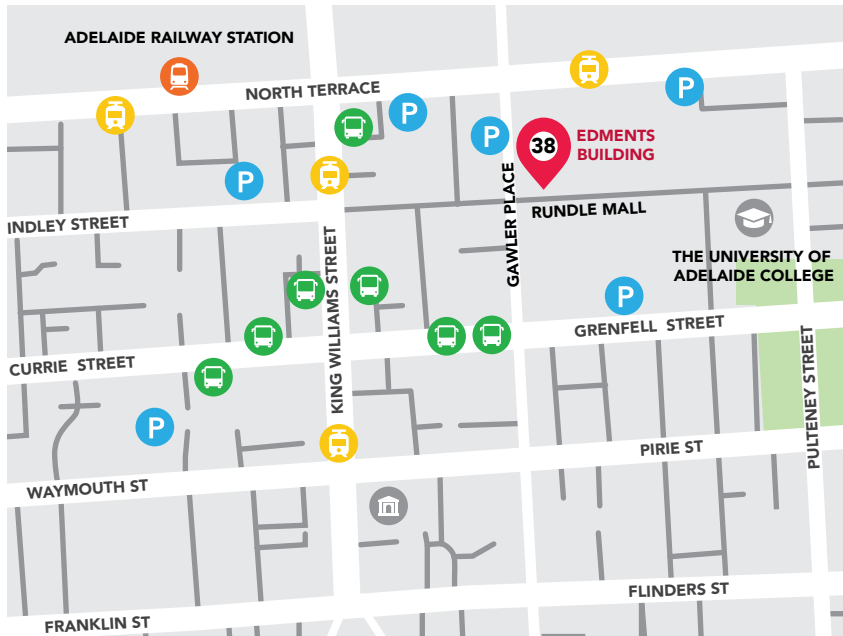 ADELAIDE RAILWAY STATION
NORTH TERRACE
P
P
P
P
38
EDMENTS
BUILDING
INDLEY STREET
GAWLER PLACE
RUNDLE MALL
THE UNIVERSITY OF
ADELAIDE COLLEGE
KING WILLIAMS STREET
P
GRENFELL STREET
CURRIE STREET
PULTENEY STREET
P
PIRIE ST
WAYMOUTH ST
FLINDERS ST
FRANKLIN ST